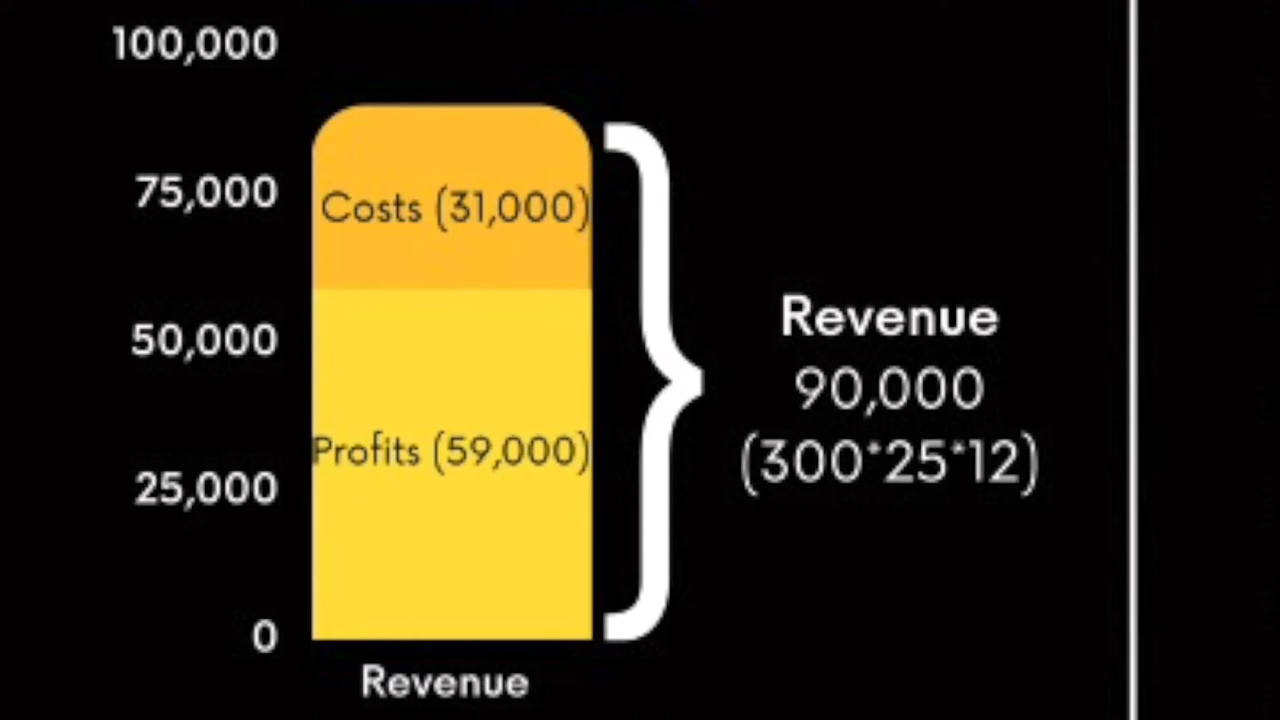 100,000
75,000
50,000
25,000
0
Costs (31,000)
Profits (59,000)
Revenue
Revenue
90,000
(300*25*12)